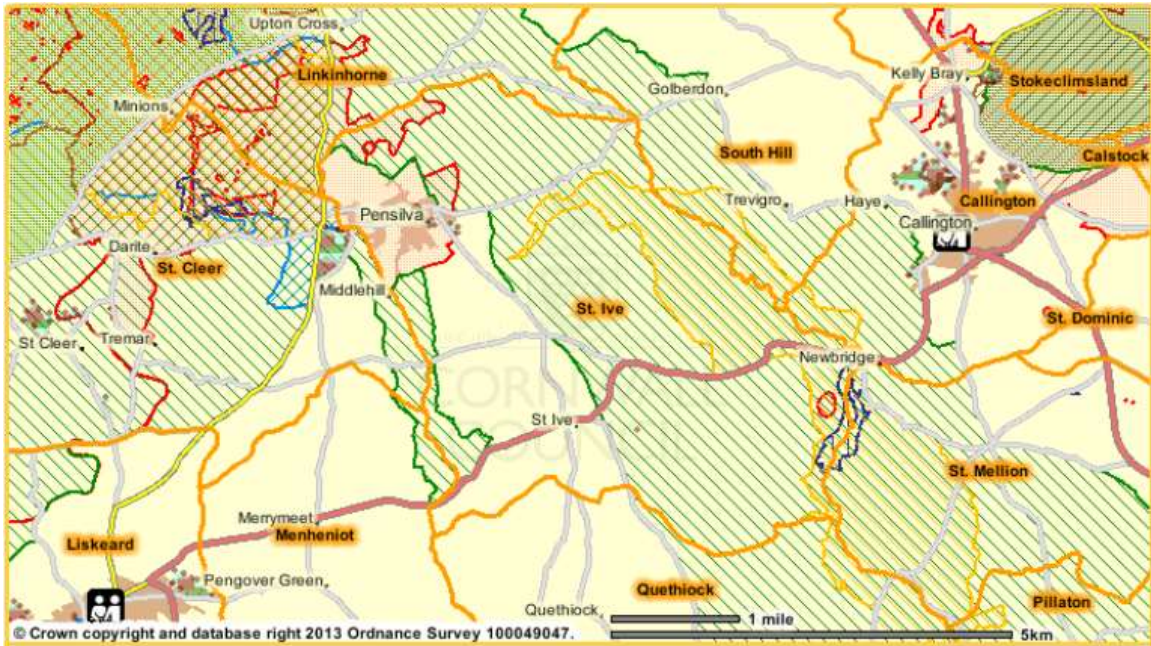 Upton Cross
Linkinhorne
Kelly Bray
Stokeclimsland
Golberdon
Minions
South Hill
Calstock
Trevigro
Haye
Callington
Pensilva
Callington
Darite
St. Cleer
Middlehill
St. Ive
St. Dominic
St Cleer
Tremar
Newbridge
CORNWALL
COUNCIL
St Ive
St. Mellion
Merrymeet
Menheniot
Liskeard
Pengover Green
Quethiock
Pillaton
Quethiock
1 mile
© Crown copyright and database right 2013 Ordnance Survey 100049047.
5km